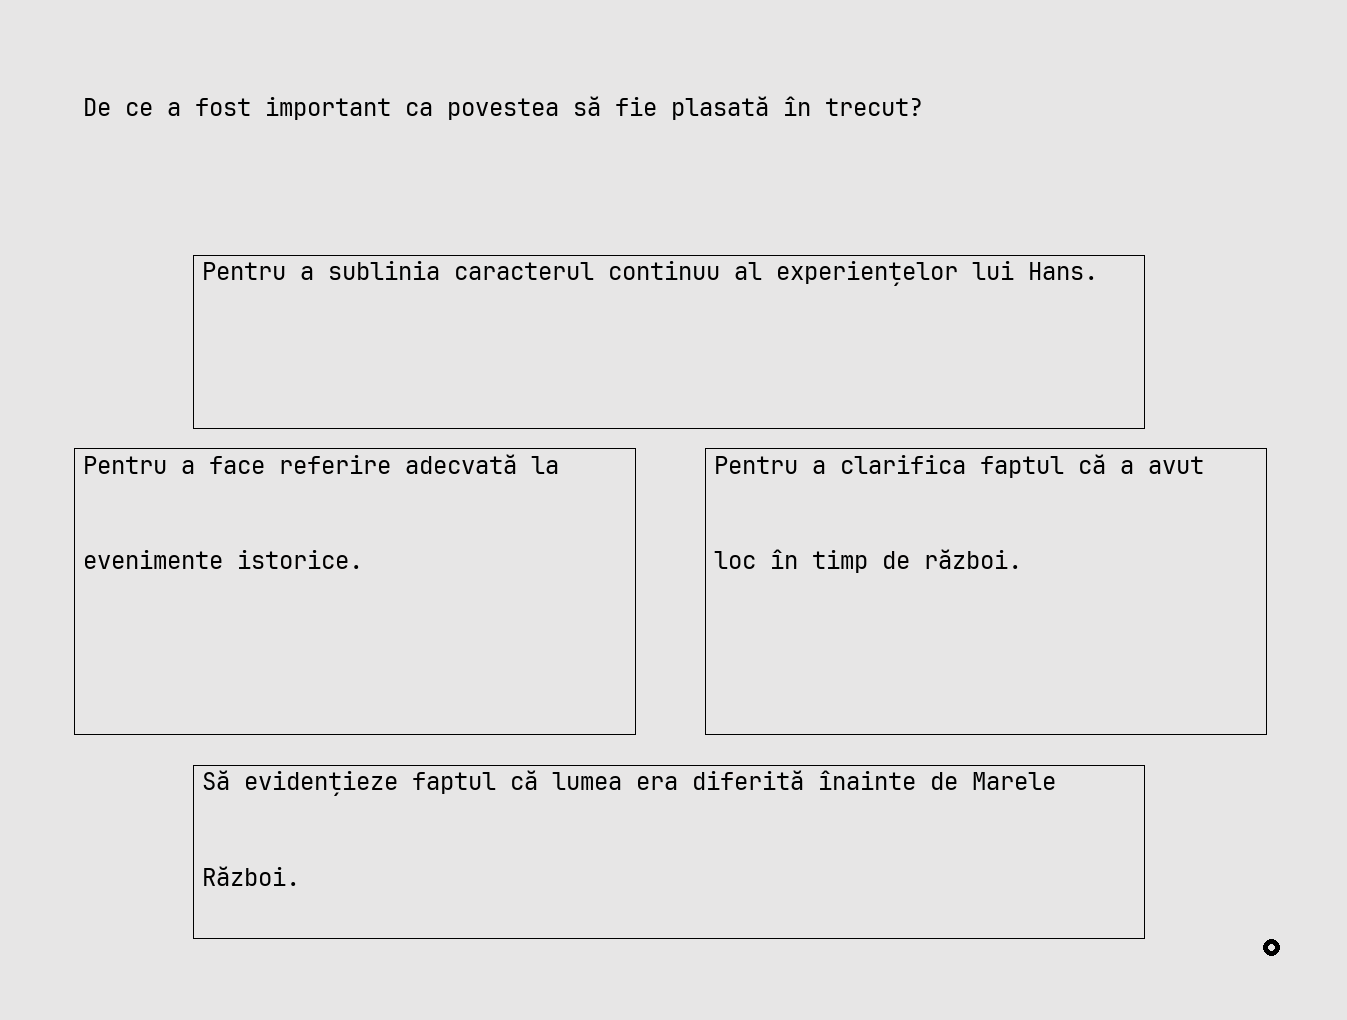 De ce a fost important ca povestea să fie plasată în trecut?
Pentru a sublinia caracterul continuu al experiențelor lui Hans.
Pentru a face referire adecvată la
evenimente istorice.
Pentru a clarifica faptul că a avut
loc în timp de război.
Să evidențieze faptul că lumea era diferită înainte de Marele
Război.